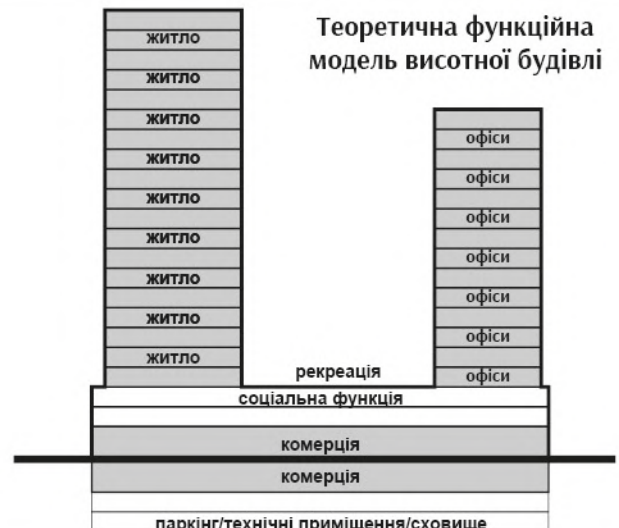 Теоретична функційна
модель висотної будівлі
житло
житло
житло
житло
житло
житло
житло
житло
житло
офіси
офіси
офіси
офіси
офіси
офіси
офіси
рекреація
соціальна функція
комерція
комерція
паркінг/технічні приміщення/сховище